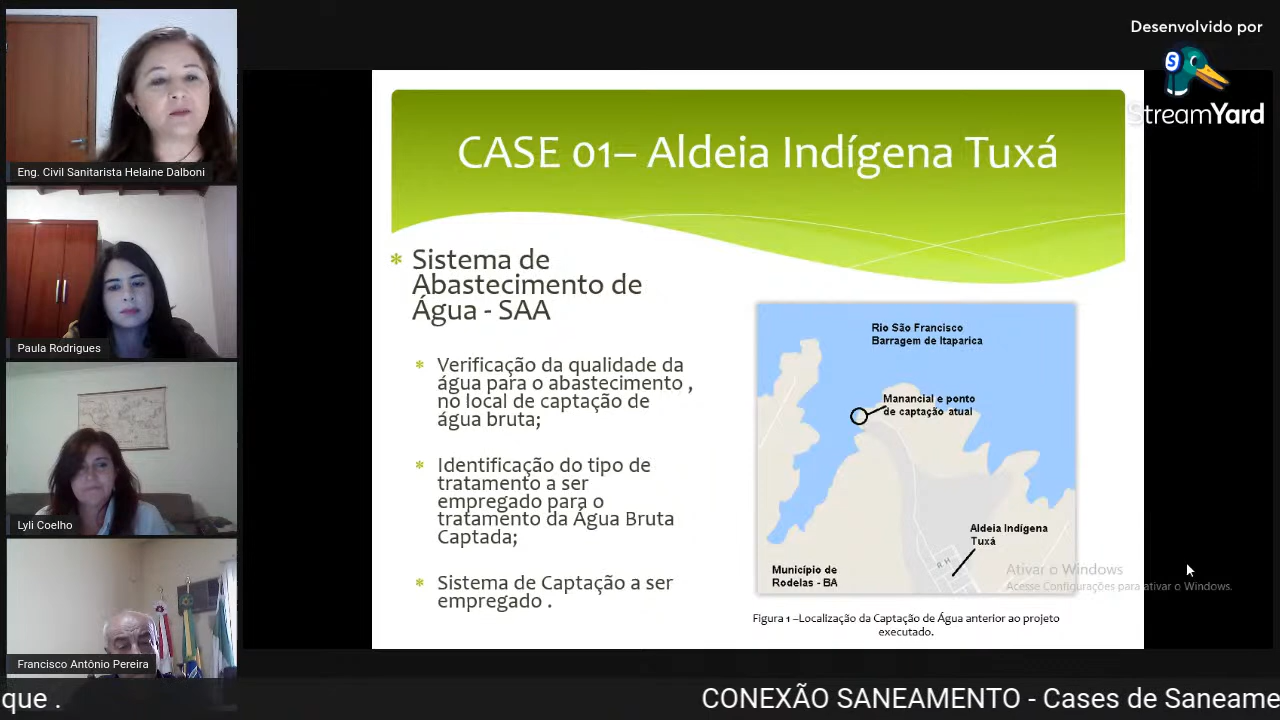 Desenvolvido por
StreamYard
Eng. Civil Sanitarista Helaine Dalboni
Paula Rodrigues
Lyli Coelho
Francisco Antônio Pereira
CASE 01– Aldeia Indígena Tuxá
* Sistema de
Abastecimento de
Água - SAA
* Verificação da qualidade da
água para o abastecimento ,
no local de captação de
água bruta;
* Identificação do tipo de
tratamento a ser
empregado para o
tratamento da Água Bruta
Captada;
* Sistema de Captação a ser
empregado .
Rio São Francisco
Barragem de Itaparica
Manancial e ponto
de captação atual
Aldeia Indígena
Tuxá
R H
Município de
Rodelas - BA
Ativar o Windows
Acesse Configurações para ativar o Windows.
Figura 1 –Localização da Captação de Água anterior ao projeto
executado.
que .
CONEXÃO SANEAMENTO - Cases de Saneame